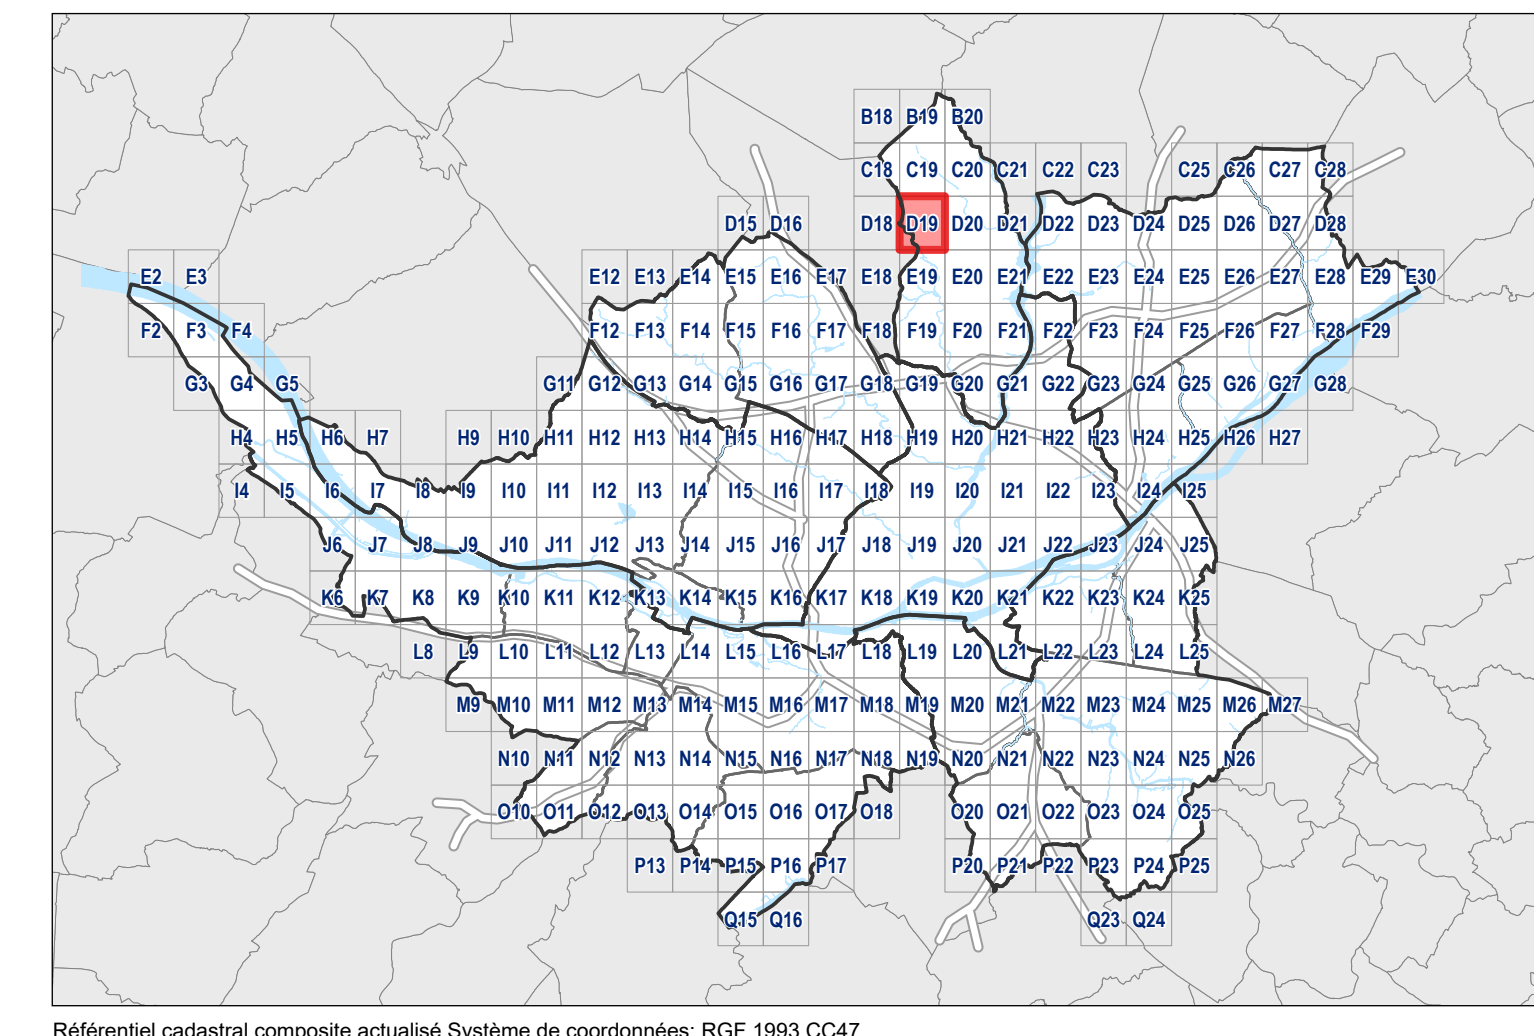 B18 B19 B20
C18 C19 C20 C21 C22 C23 C25 C26 C27 C28
D15 D16 D18 D19 D20 D21 D22 D23 D24 D25 D26 D27 D28
E2 E3 E12 E13 E14 E15 E16 E17 E18 E19 E20 E21 E22 E23 E24 E25 E26 E27 E28 E29 E30
F2 F3 F4 F12 F13 F14 F15 F16 F17 F18 F19 F20 F21 F22 F23 F24 F25 F26 F27 F28 F29
G3 G4 G5 G11 G12 G13 G14 G15 G16 G17 G18 G19 G20 G21 G22 G23 G24 G25 G26 G27 G28
H4 H5 H6 H7 H9 H10 H11 H12 H13 H14 H15 H16 H17 H18 H19 H20 H21 H22 H23 H24 H25 H26 H27
I4 I5 I6 I7 I8 I9 I10 I11 I12 I13 I14 I15 I16 I17 I18 I19 I20 I21 I22 I23 I24 I25
J6 J7 J8 J9 J10 J11 J12 J13 J14 J15 J16 J17 J18 J19 J20 J21 J22 J23 J24 J25
K6 K7 K8 K9 K10 K11 K12 K13 K14 K15 K16 K17 K18 K19 K20 K21 K22 K23 K24 K25
L8 L9 L10 L11 L12 L13 L14 L15 L16 L17 L18 L19 L20 L21 L22 L23 L24 L25
M9 M10 M11 M12 M13 M14 M15 M16 M17 M18 M19 M20 M21 M22 M23 M24 M25 M26 M27
N10 N11 N12 N13 N14 N15 N16 N17 N18 N19 N20 N21 N22 N23 N24 N25 N26
O10 O11 O12 O13 O14 O15 O16 O17 O18 O20 O21 O22 O23 O24 O25
P13 P14 P15 P16 P17 P20 P21 P22 P23 P24 P25
Q15 Q16 Q23 Q24
Référentiel cadastral composite actualisé Système de coordonnées: RGF 1993 CC47